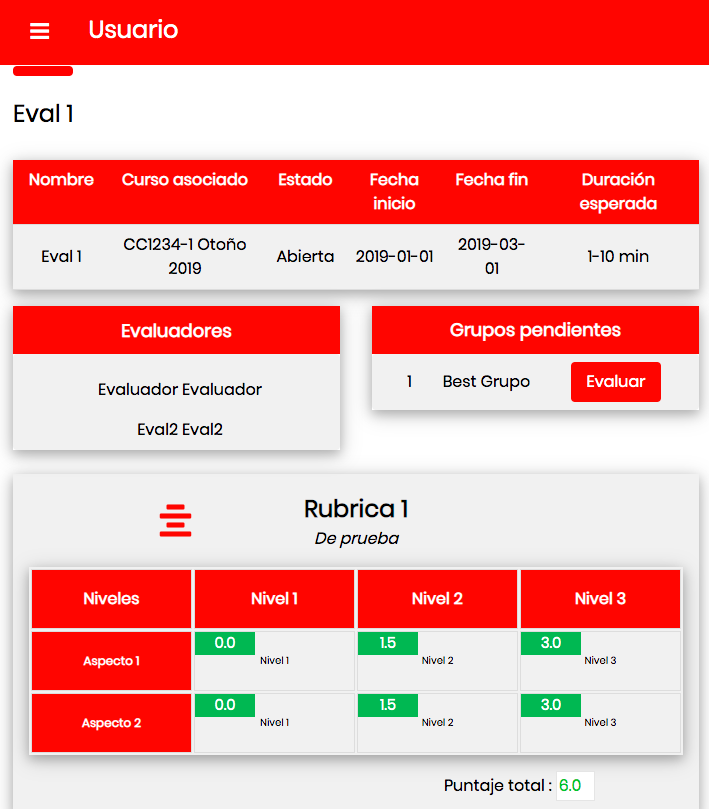 Usuario
Eval 1
Nombre Curso asociado Estado Fecha inicio Fecha fin Duración esperada
Eval 1 CC1234-1 Otoño 2019 Abierta 2019-01-01 2019-03-01 1-10 min
Evaluadores
Evaluador Evaluador
Eval2 Eval2
Grupos pendientes
1 Best Grupo Evaluar
Rubrica 1
De prueba
Niveles Nivel 1 Nivel 2 Nivel 3
Aspecto 1 0.0 Nivel 1 1.5 Nivel 2 3.0 Nivel 3
Aspecto 2 0.0 Nivel 1 1.5 Nivel 2 3.0 Nivel 3
Puntaje total : 6.0